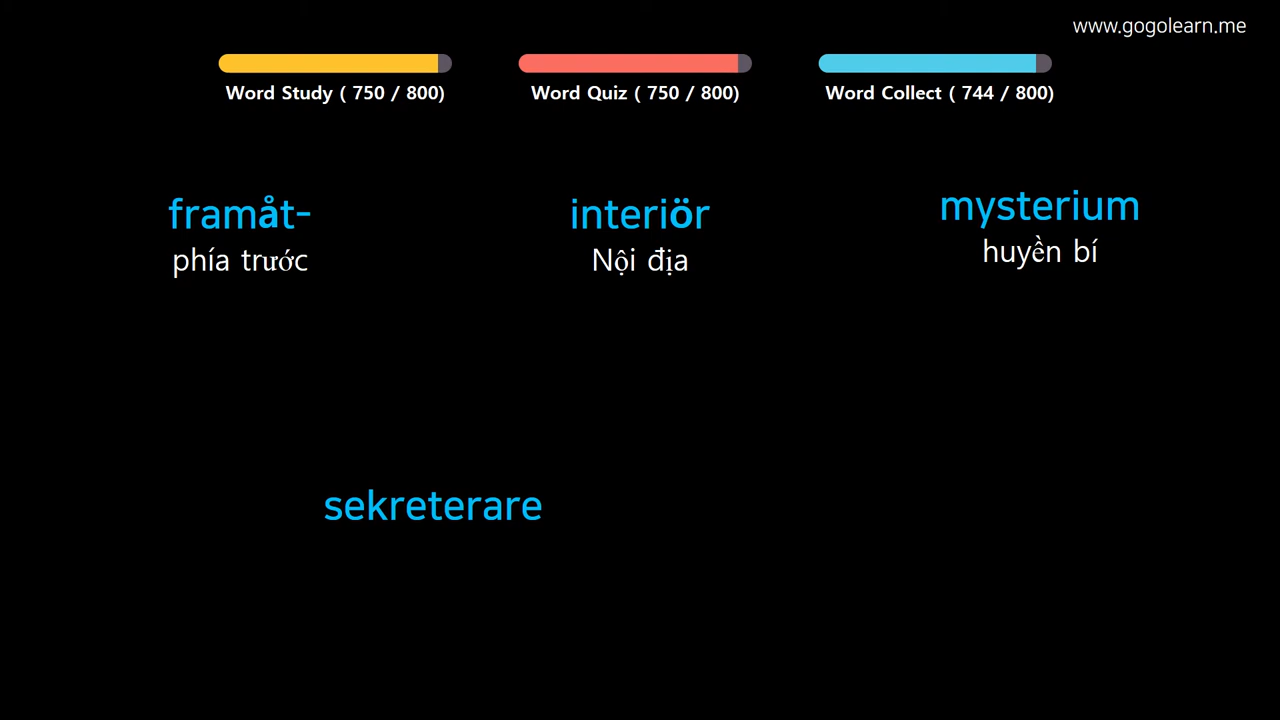 www.gogolearn.me
Word Study ( 750 / 800)
Word Quiz ( 750 / 800)
Word Collect ( 744 / 800)
framåt-
phía trước
interiör
Nội địa
mysterium
huyền bí
sekreterare